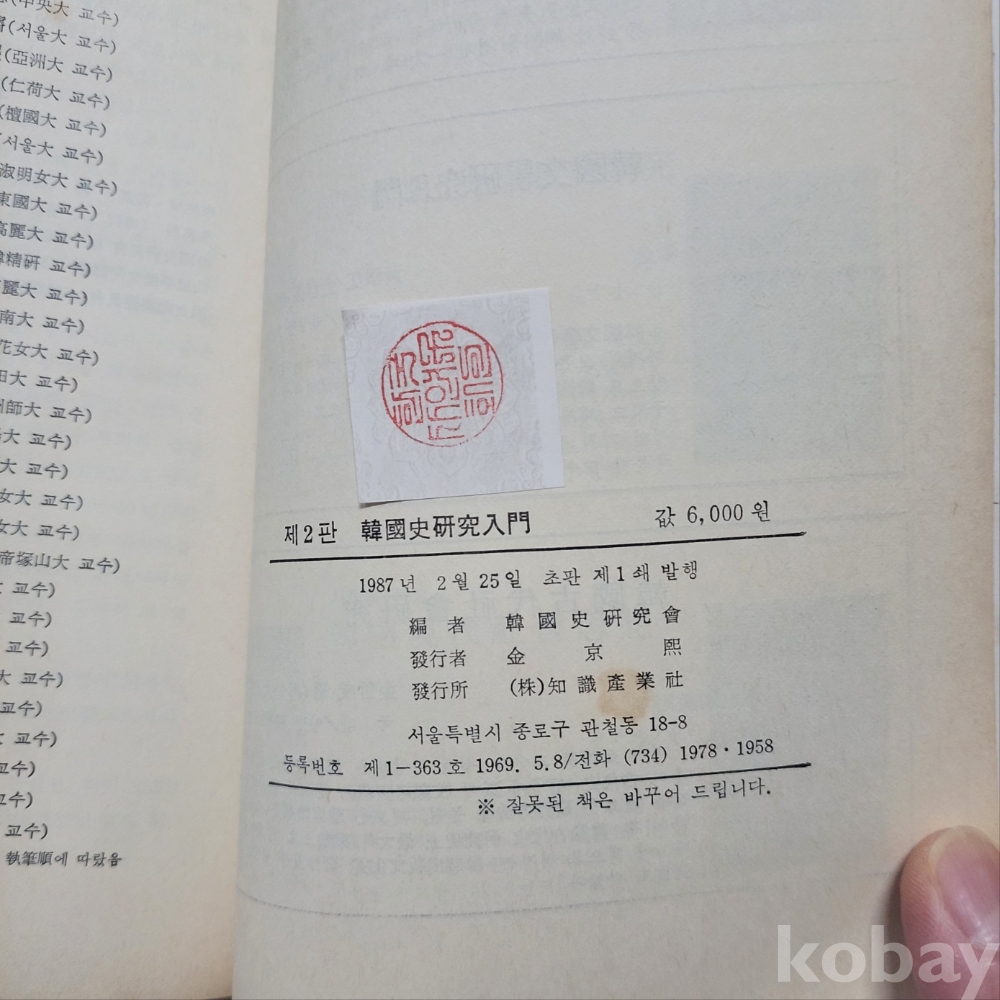 (中央大 교수)
(서울大 교수)
(亞洲大 교수)
(仁荷大 교수)
(檀國大 교수)
(서울大 교수)
淑明女大 교수)
東國大 교수)
高麗大 교수)
精硏 교수)
麗大 교수)
南大 교수)
花女大 교수)
田大 교수)
師大 교수)
大 교수)
大 교수)
女大 교수)
女大 교수)
帝塚山大 교수)
교수)
교수)
교수)
大 교수)
교수)
교수)
교수)
교수)
교수)
執筆順에 따랐음
제2판 韓國史硏究入門 값 6,000원
1987년 2월 25일 초판 제1쇄 발행
編者 韓國史硏究會
發行者 金京熙
發行所 (株)知識產業社
서울특별시 종로구 관철동 18-8
등록번호 제1-363호 1969. 5.8/전화 (734) 1978·1958
※ 잘못된 책은 바꾸어 드립니다.
kobay